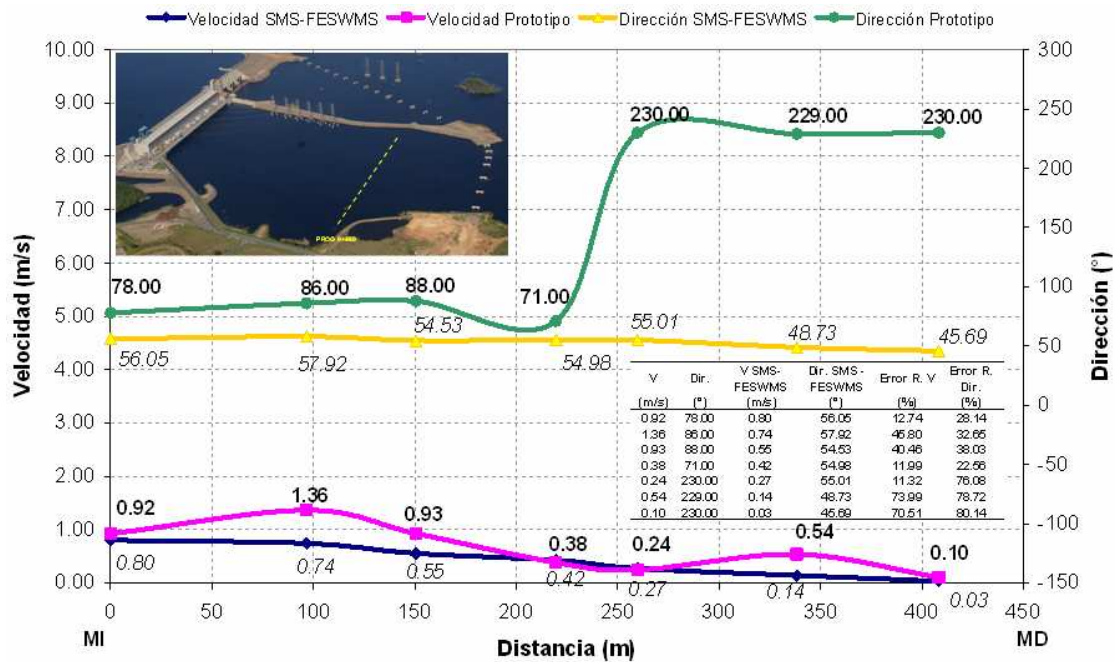 Velocidad SMS-FESWMS Velocidad Prototipo Dirección SMS-FESWMS Dirección Prototipo
10.00
9.00
8.00
7.00
6.00
5.00
4.00
3.00
2.00
1.00
0.00
Velocidad (m/s)
300
250
200
150
100
50
0
-50
-100
-150
Dirección (°)
230.00 229.00 230.00
78.00 86.00 88.00 71.00
54.53 55.01 48.73 45.69
56.05 57.92 54.98
V Dir. V SMS-FESWMS Dir. SMS-FESWMS Error R. V Error R. Dir.
(m/s) (°) (m/s) (°) (%) (%)
0.92 78.00 0.80 56.05 12.74 28.14
1.36 86.00 0.74 57.92 45.80 32.65
0.93 88.00 0.55 54.53 40.46 38.03
0.38 71.00 0.42 54.98 11.99 22.56
0.24 230.00 0.27 55.01 11.32 76.08
0.54 229.00 0.14 48.73 73.99 78.72
0.10 230.00 0.03 45.69 70.51 80.14
0.92 1.36 0.93 0.38 0.24 0.54 0.10
0.80 0.74 0.55 0.42 0.27 0.14 0.03
0 50 100 150 200 250 300 350 400 450
MI Distancia (m) MD